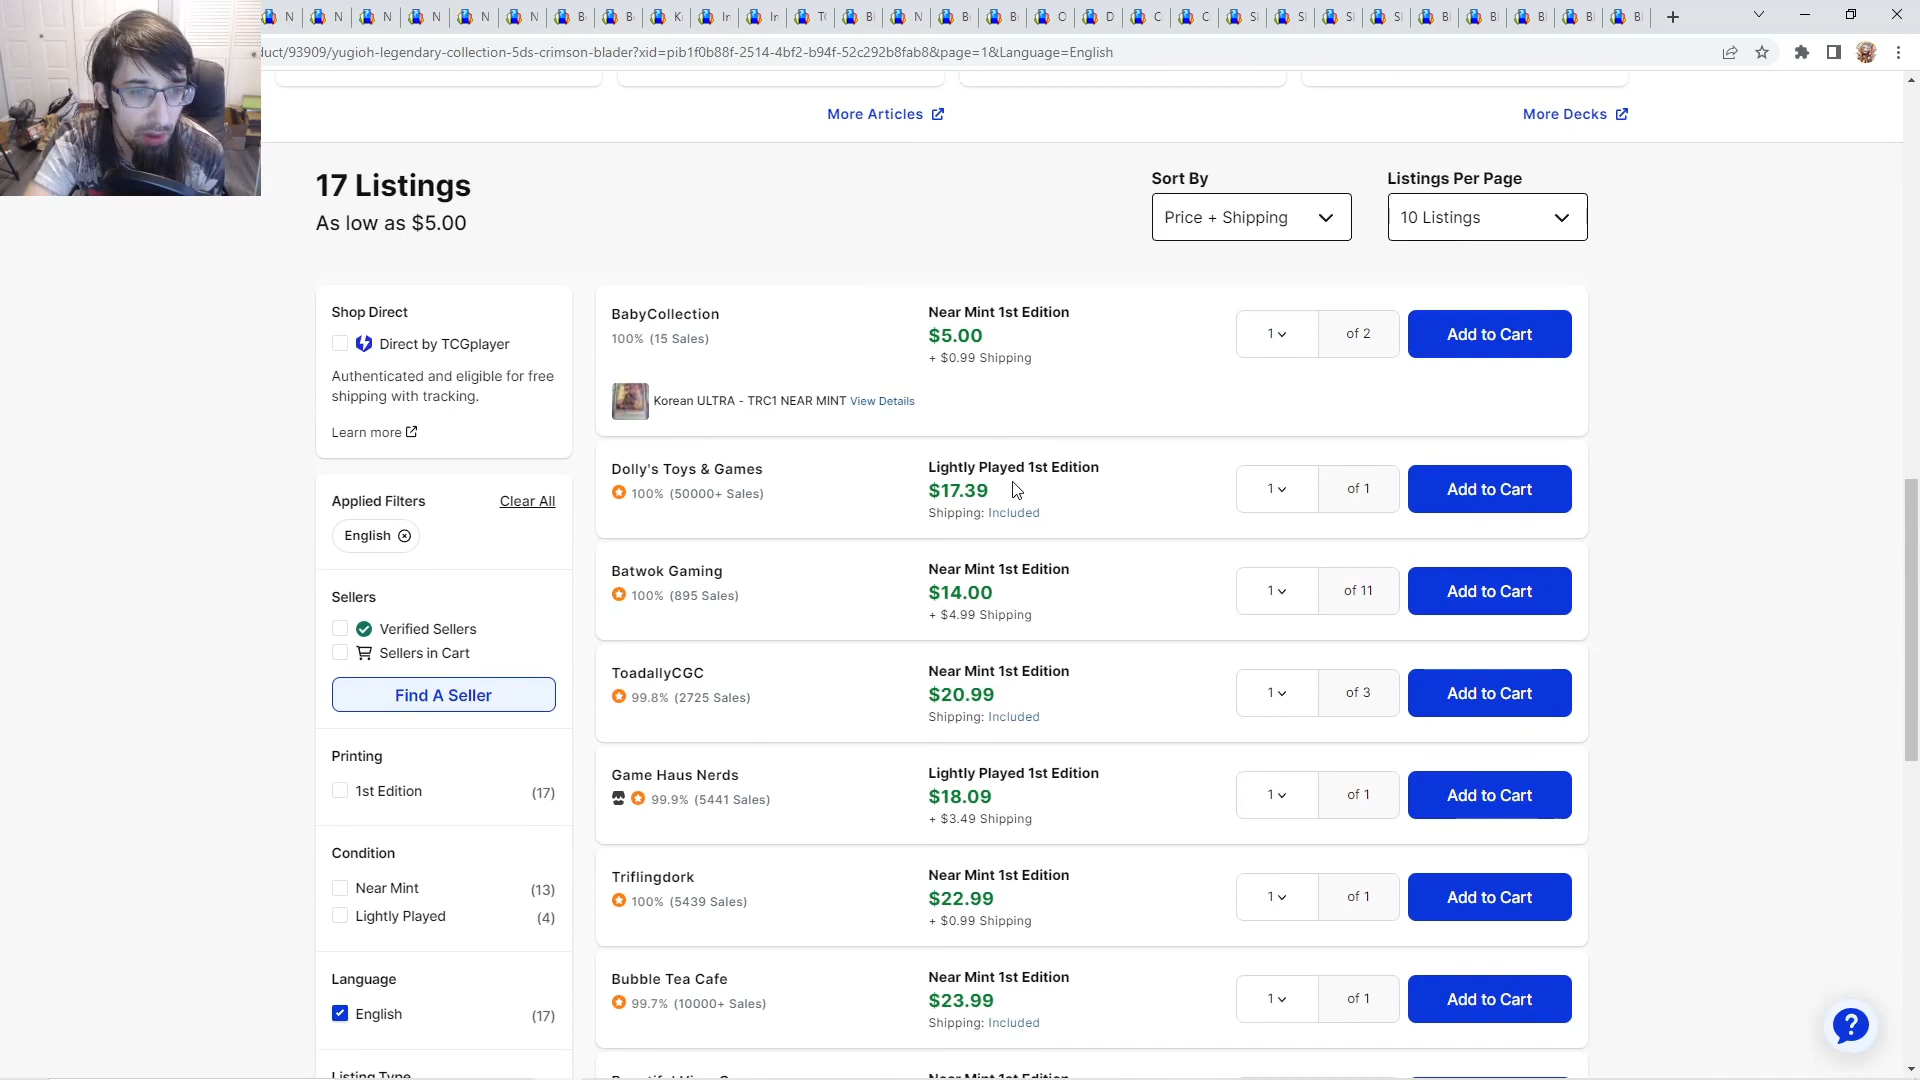 duct/93909/yugioh-legendary-collection-5ds-crimson-blader?xid=pib1f0b88f-2514-4bf2-b94f-52c292b8fab8&page=1&Language=English
More Articles
More Decks
17 Listings
As low as $5.00
Sort By
Price + Shipping
Listings Per Page
10 Listings
Shop Direct
Direct by TCGplayer
Authenticated and eligible for free
shipping with tracking.
Learn more
Applied Filters
Clear All
English
Sellers
Verified Sellers
Sellers in Cart
Find A Seller
Printing
1st Edition (17)
Condition
Near Mint (13)
Lightly Played (4)
Language
English (17)
Listing Type
BabyCollection
100% (15 Sales)
Near Mint 1st Edition
$5.00
+ $0.99 Shipping
1 of 2
Add to Cart
Korean ULTRA - TRC1 NEAR MINT View Details
Dolly's Toys & Games
100% (50000+ Sales)
Lightly Played 1st Edition
$17.39
Shipping: Included
1 of 1
Add to Cart
Batwok Gaming
100% (895 Sales)
Near Mint 1st Edition
$14.00
+ $4.99 Shipping
1 of 11
Add to Cart
ToadallyCGC
99.8% (2725 Sales)
Near Mint 1st Edition
$20.99
Shipping: Included
1 of 3
Add to Cart
Game Haus Nerds
99.9% (5441 Sales)
Lightly Played 1st Edition
$18.09
+ $3.49 Shipping
1 of 1
Add to Cart
Triflingdork
100% (5439 Sales)
Near Mint 1st Edition
$22.99
+ $0.99 Shipping
1 of 1
Add to Cart
Bubble Tea Cafe
99.7% (10000+ Sales)
Near Mint 1st Edition
$23.99
Shipping: Included
1 of 1
Add to Cart
Near Mint 1st Edition